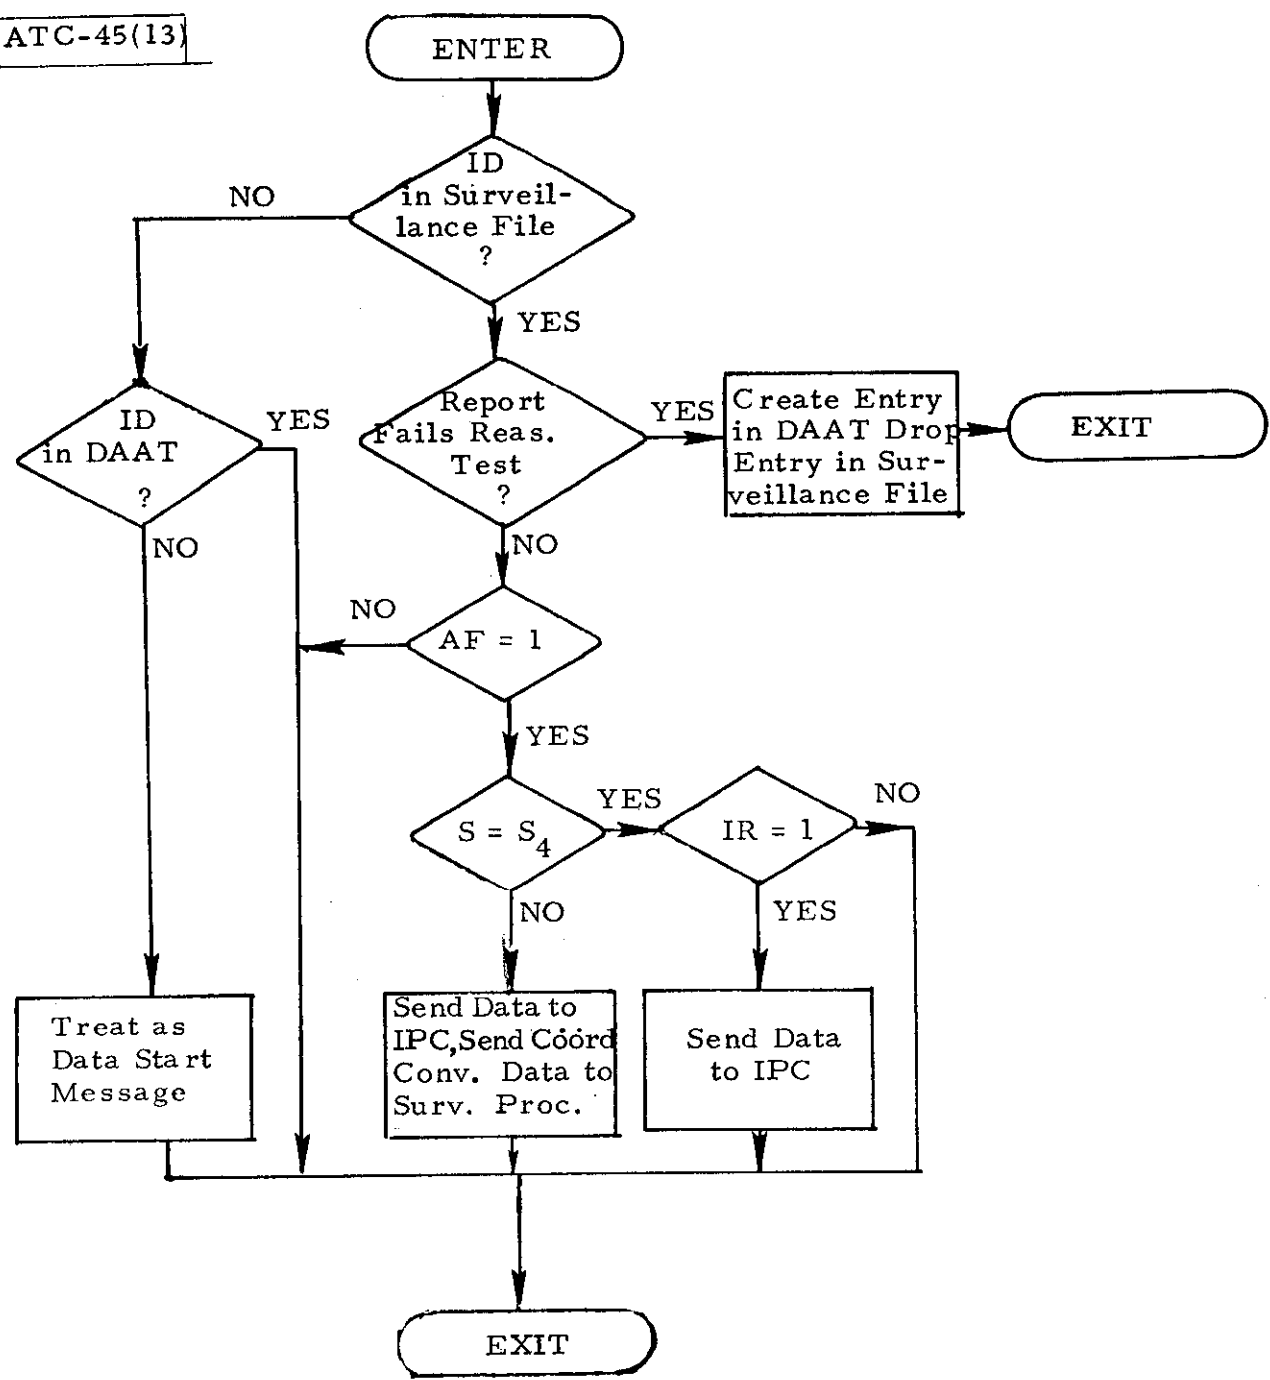 ATC-45(13)
ENTER
ID
in Surveil-
lance File
?
NO
YES
ID
in DAAT
?
YES
NO
Report
Fails Reas.
Test
?
YES
Create Entry
in DAAT Drop
Entry in Sur-
veillance File
EXIT
NO
AF = 1
NO
YES
S = S4
YES
IR = 1
NO
NO
YES
Treat as
Data Start
Message
Send Data to
IPC, Send Coord
Conv. Data to
Surv. Proc.
Send Data
to IPC
EXIT